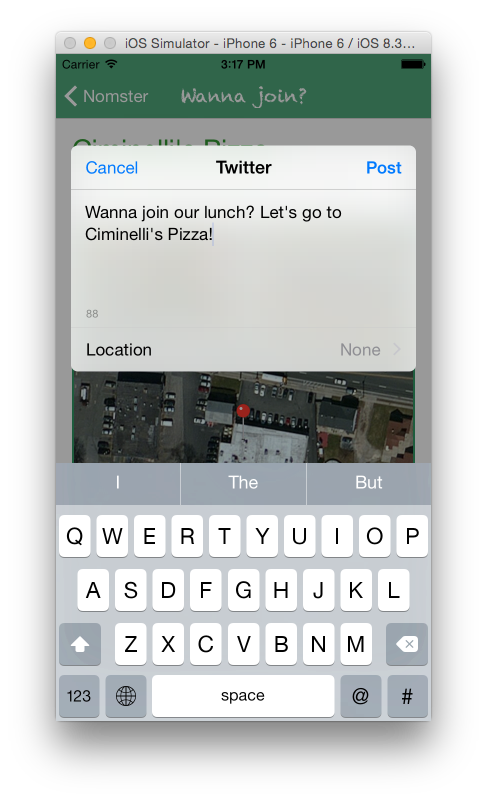 iOS Simulator - iPhone 6 - iPhone 6 / iOS 8.3...
Carrier 3:17 PM
Nomster Wanna join?
Ciminelli's Pizza
Cancel Twitter Post
Wanna join our lunch? Let's go to
Ciminelli's Pizza!
88
Location None
I The But
Q W E R T Y U I O P
A S D F G H J K L
Z X C V B N M
123 space @ #